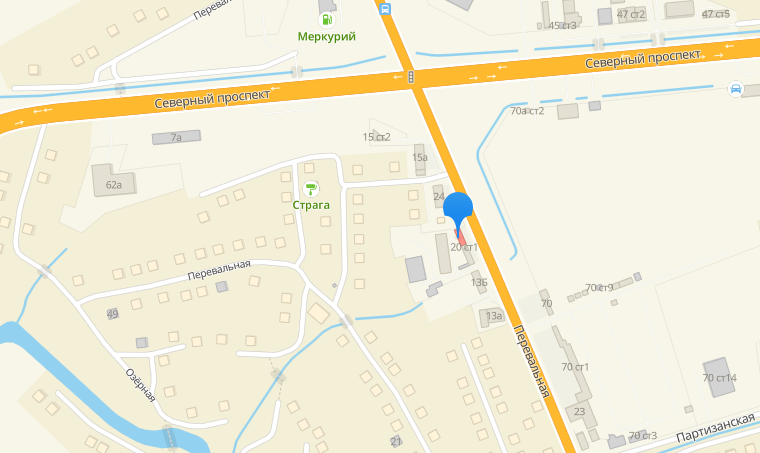 Перевальная
Меркурий
45 ст3
47 ст2
47 ст5
Северный проспект
Северный проспект
70а ст2
7а
15 ст2
15а
62а
Страга
24
20 ст1
Перевальная
13Б
70 ст9
70
49
13а
Перевальная
70 ст1
Озёрная
70 ст14
23
Партизанская
21
70 ст3